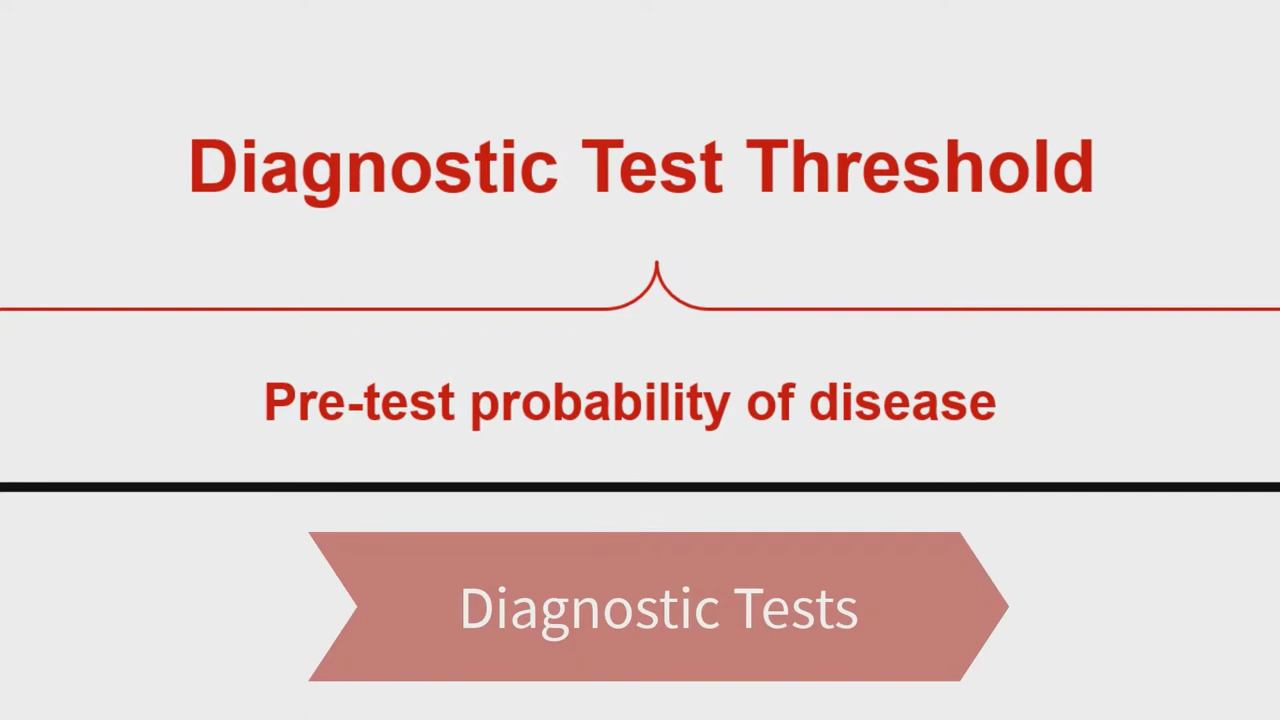 Diagnostic Test Threshold
Pre-test probability of disease
Diagnostic Tests